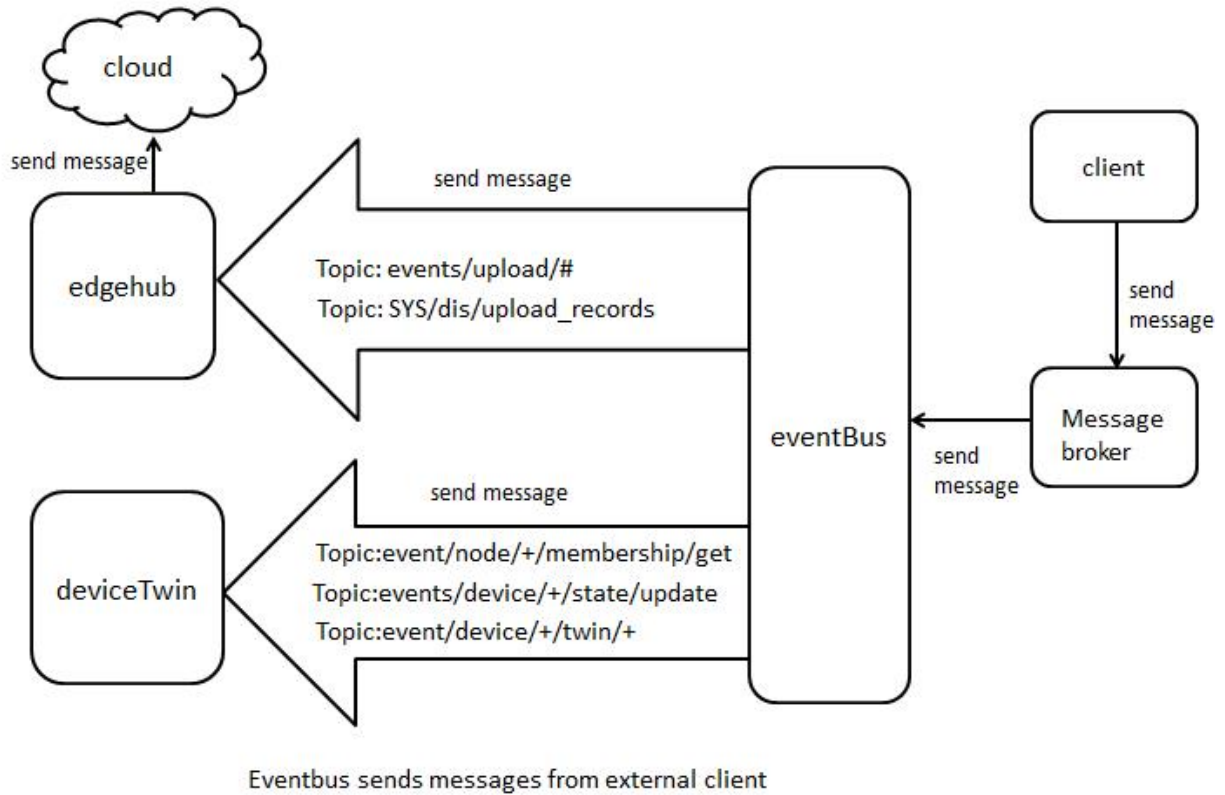 cloud
send message
edgehub
send message
Topic: events/upload/#
Topic: SYS/dis/upload_records
deviceTwin
send message
Topic:event/node/+/membership/get
Topic:events/device/+/state/update
Topic:event/device/+/twin/+
eventBus
client
send
message
Message
broker
send
message
Eventbus sends messages from external client